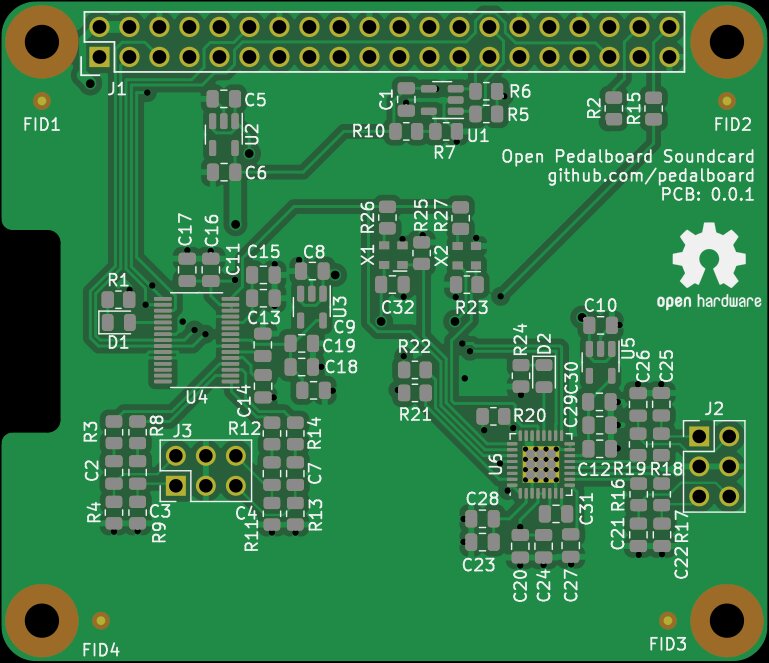 J1
C5
U2
C6
C1
R6
R5
U1
R10
R7
R2
R15
FID1
FID2
Open Pedalboard Soundcard
github.com/pedalboard
PCB: 0.0.1
open hardware
C17
C16
C11
C15
C13
C8
U3
C9
C19
C18
C14
R1
D1
U4
R26
R25
R27
X1
X2
C32
R23
R22
R21
R24
D2
C10
U5
C30
C29
C26
C25
R20
U6
C12
R19
R18
J2
R3
R8
J3
R12
R14
C2
C7
R4
C3
R9
C4
R11
R13
C28
C23
C31
C20
C24
C27
R16
R17
C21
C22
FID4
FID3